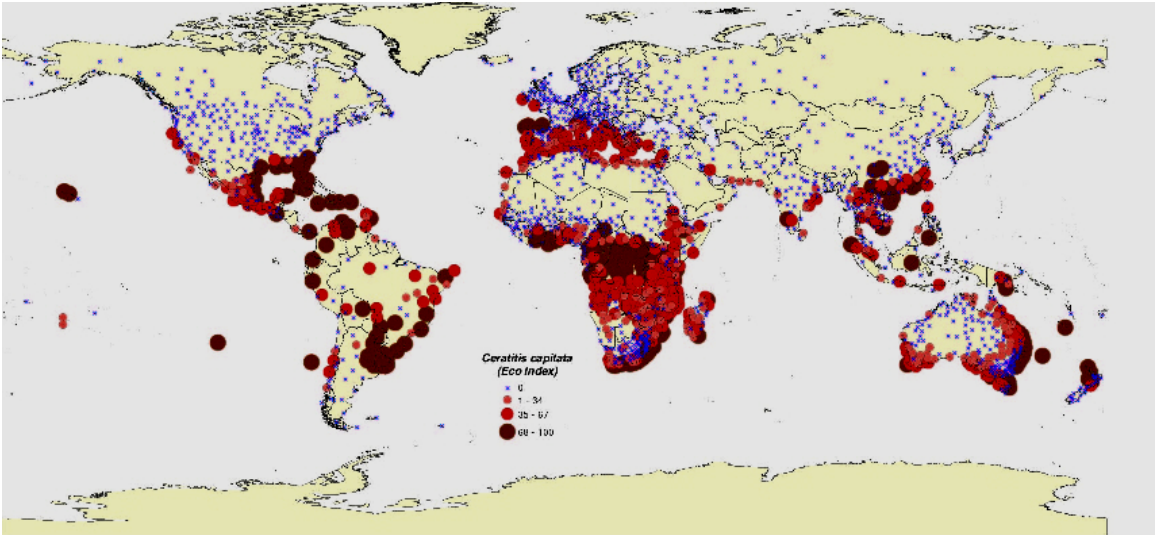 Ceratitis capitata
(Eco Index)
0
1 - 34
35 - 67
68 - 100